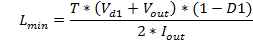 L_min = T * (V_d1 + V_out) * (1 - D1) / 2 * I_out